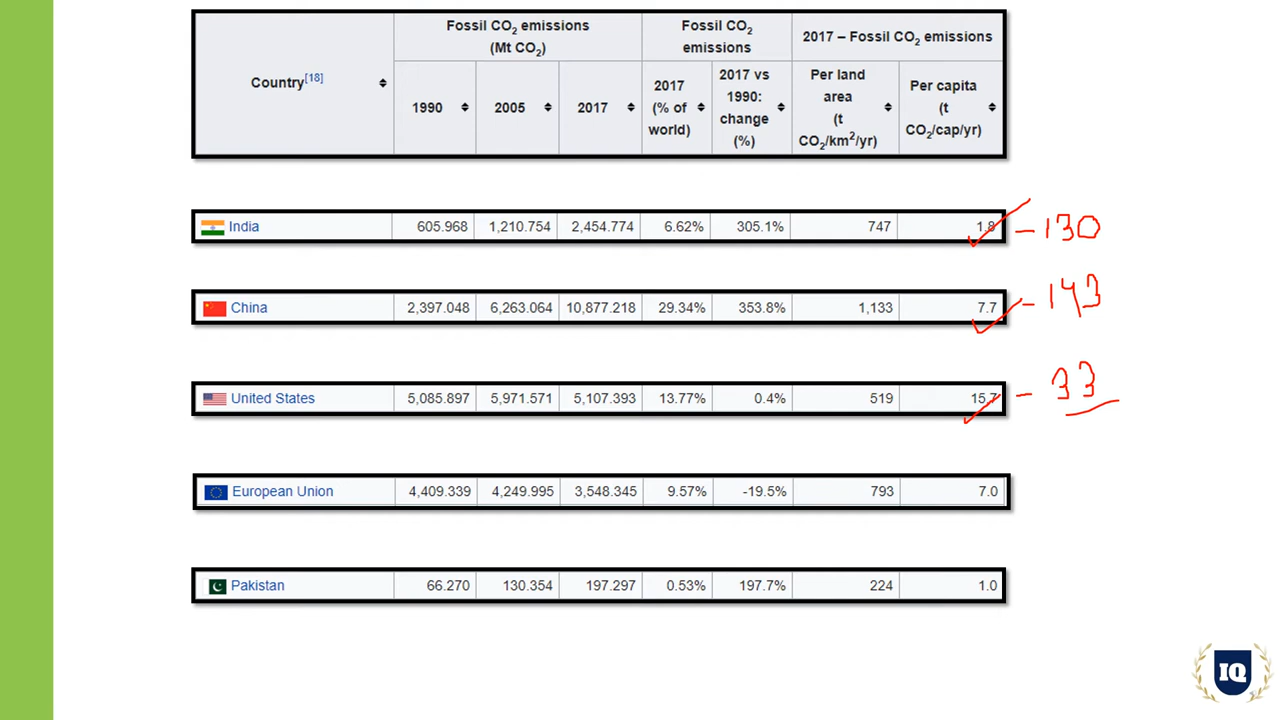 Fossil CO2 emissions (Mt CO2) Fossil CO2 emissions 2017 – Fossil CO2 emissions
Country[18] 1990 2005 2017 2017 (% of world) 2017 vs 1990: change (%) Per land area (t CO2/km2/yr) Per capita (t CO2/cap/yr)
India 605.968 1,210.754 2,454.774 6.62% 305.1% 747 1.8 - 130
China 2,397.048 6,263.064 10,877.218 29.34% 353.8% 1,133 7.7 - 143
United States 5,085.897 5,971.571 5,107.393 13.77% 0.4% 519 15.7 - 33
European Union 4,409.339 4,249.995 3,548.345 9.57% -19.5% 793 7.0
Pakistan 66.270 130.354 197.297 0.53% 197.7% 224 1.0
IQ